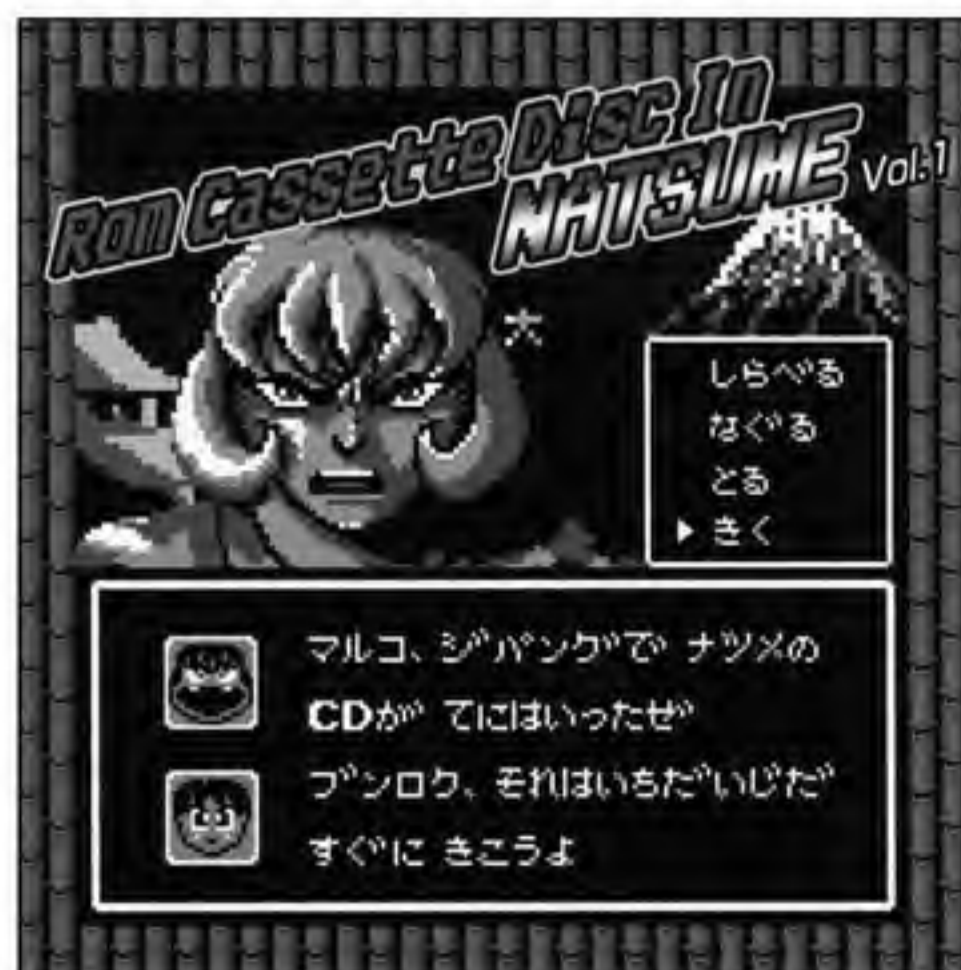 Rom Cassette Disc In
NATSUME Vol.1
しらべる
なぐる
とる
▶きく
マルコ、ジパングで ナツメの
CDが てにはいったぜ
ブンロク、それはいちだいじだ
すぐに きこうよ